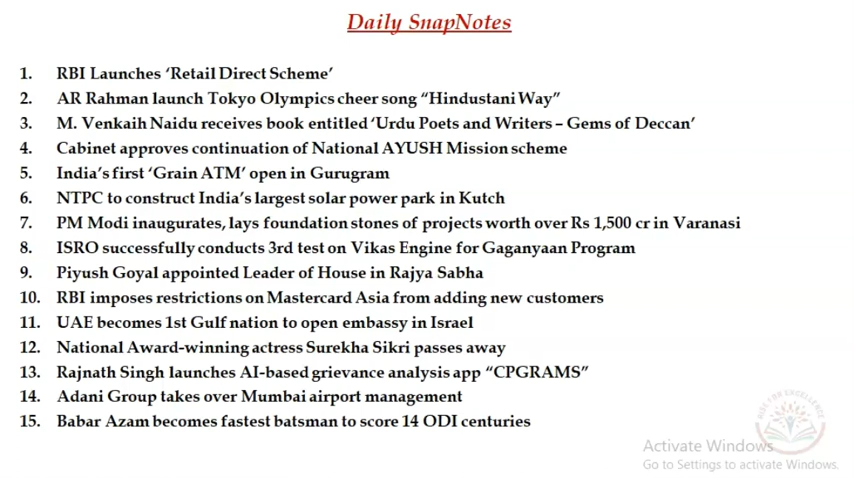 Daily SnapNotes
1. RBI Launches ‘Retail Direct Scheme’
2. AR Rahman launch Tokyo Olympics cheer song “Hindustani Way”
3. M. Venkaih Naidu receives book entitled ‘Urdu Poets and Writers – Gems of Deccan’
4. Cabinet approves continuation of National AYUSH Mission scheme
5. India’s first ‘Grain ATM’ open in Gurugram
6. NTPC to construct India’s largest solar power park in Kutch
7. PM Modi inaugurates, lays foundation stones of projects worth over Rs 1,500 cr in Varanasi
8. ISRO successfully conducts 3rd test on Vikas Engine for Gaganyaan Program
9. Piyush Goyal appointed Leader of House in Rajya Sabha
10. RBI imposes restrictions on Mastercard Asia from adding new customers
11. UAE becomes 1st Gulf nation to open embassy in Israel
12. National Award-winning actress Surekha Sikri passes away
13. Rajnath Singh launches AI-based grievance analysis app “CPGRAMS”
14. Adani Group takes over Mumbai airport management
15. Babar Azam becomes fastest batsman to score 14 ODI centuries
RISE FOR EXCELLENCE
Activate Windows
Go to Settings to activate Windows.